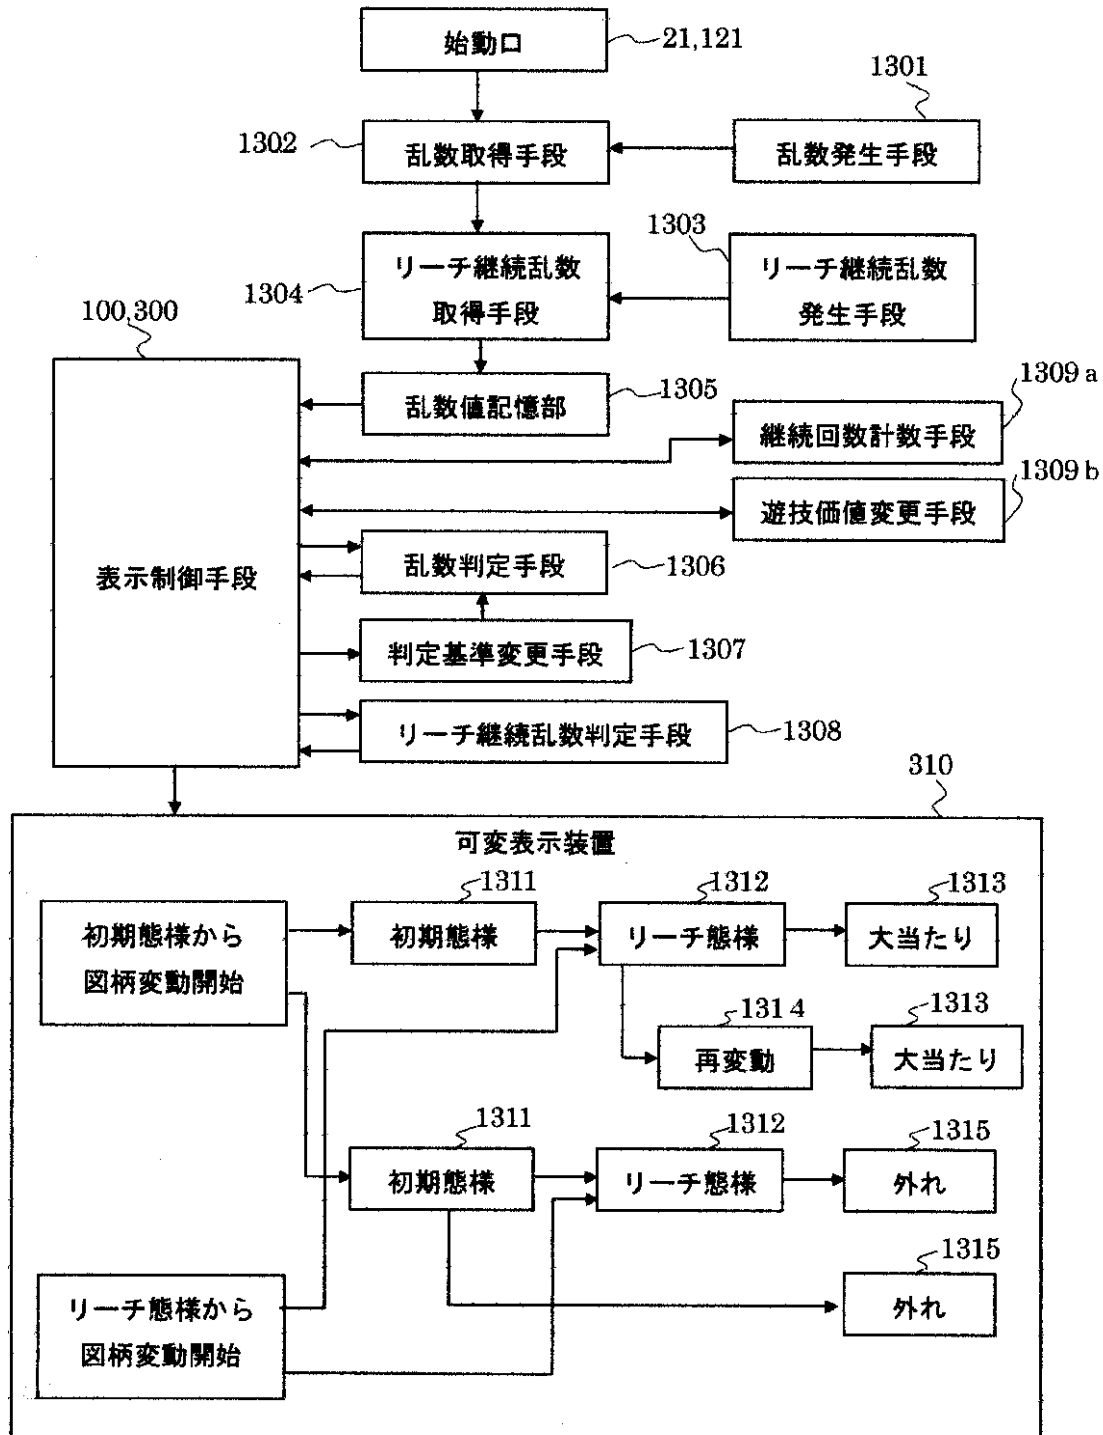 始動口
21,121
1301
1302
乱数取得手段
乱数発生手段
1303
リーチ継続乱数
取得手段
1304
リーチ継続乱数
発生手段
100,300
乱数値記憶部
1305
1309a
継続回数計数手段
1309b
遊技価値変更手段
表示制御手段
乱数判定手段
1306
判定基準変更手段
1307
リーチ継続乱数判定手段
1308
310
可変表示装置
初期態様から
図柄変動開始
1311
初期態様
1312
リーチ態様
1313
大当たり
1314
再変動
1313
大当たり
1311
初期態様
1312
リーチ態様
1315
外れ
1315
外れ
リーチ態様から
図柄変動開始